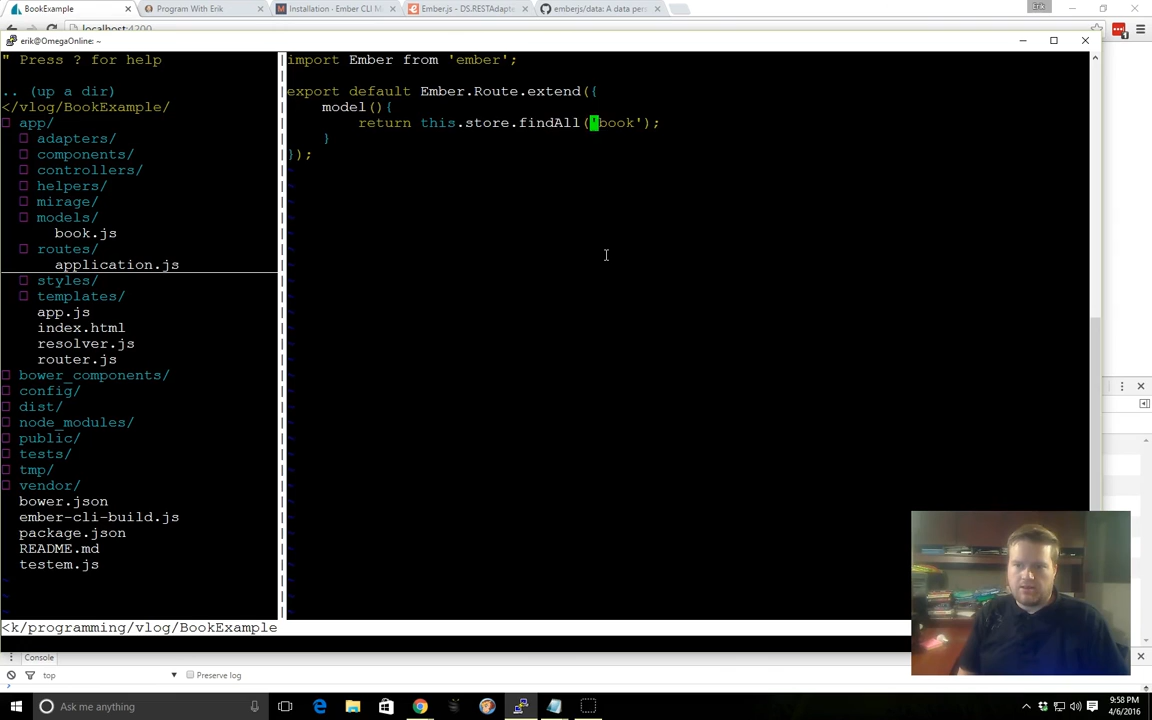 BookExample
Program With Erik
Installation · Ember CLI M
Ember.js - DS.RESTAdapte
emberjs/data: A data pers
Erik
localhost:4200
erik@OmegaOnline: ~
" Press ? for help
.. (up a dir)
</vlog/BookExample/
app/
adapters/
components/
controllers/
helpers/
mirage/
models/
book.js
routes/
application.js
styles/
templates/
app.js
index.html
resolver.js
router.js
bower_components/
config/
dist/
node_modules/
public/
tests/
tmp/
vendor/
bower.json
ember-cli-build.js
package.json
README.md
testem.js
~
~
<k/programming/vlog/BookExample
import Ember from 'ember';
export default Ember.Route.extend({
model(){
return this.store.findAll('book');
}
});
Console
top
Preserve log
Ask me anything
9:58 PM
4/6/2016